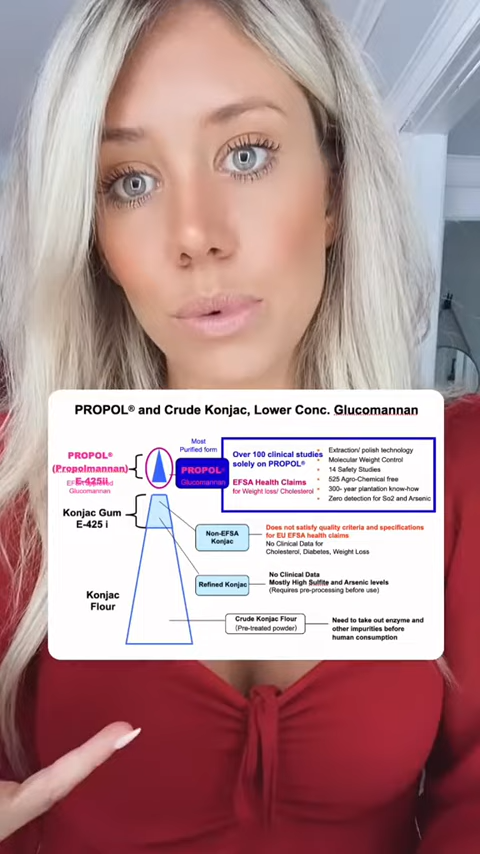 PROPOL® and Crude Konjac, Lower Conc. Glucomannan
PROPOL®
(Propolmannan)
E-425ii
Glucomannan
Konjac Gum
E-425 i
Konjac
Flour
Most
Purified form
PROPOL®
Glucomannan
Over 100 clinical studies
solely on PROPOL®
EFSA Health Claims
for Weight loss/ Cholesterol
Extraction/ polish technology
Molecular Weight Control
14 Safety Studies
525 Agro-Chemical free
300- year plantation know-how
Zero detection for So2 and Arsenic
Non-EFSA
Konjac
Does not satisfy quality criteria and specifications
for EU EFSA health claims
No Clinical Data for
Cholesterol, Diabetes, Weight Loss
Refined Konjac
No Clinical Data
Mostly High Sulfite and Arsenic levels
(Requires pre-processing before use)
Crude Konjac Flour
(Pre-treated powder)
Need to take out enzyme and
other impurities before
human consumption